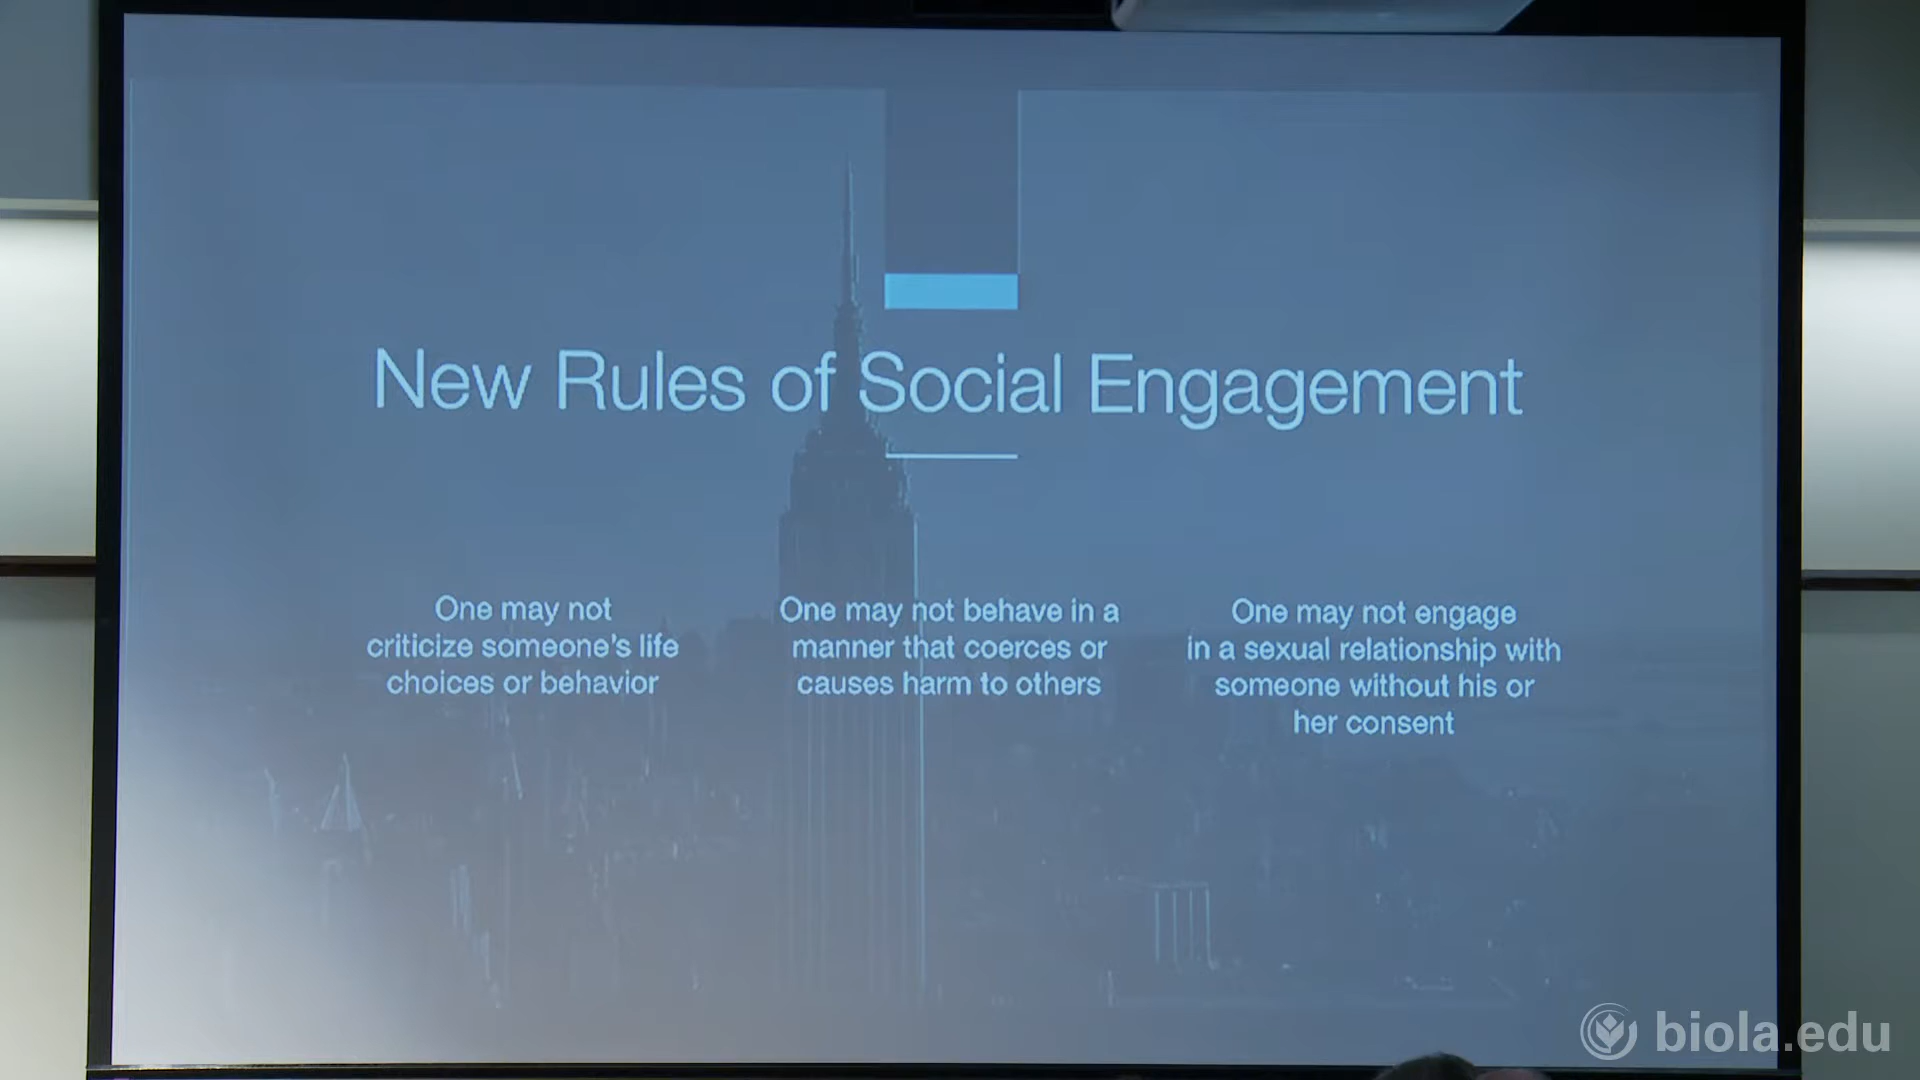 New Rules of Social Engagement
One may not
criticize someone's life
choices or behavior
One may not behave in a
manner that coerces or
causes harm to others
One may not engage
in a sexual relationship with
someone without his or
her consent
biola.edu